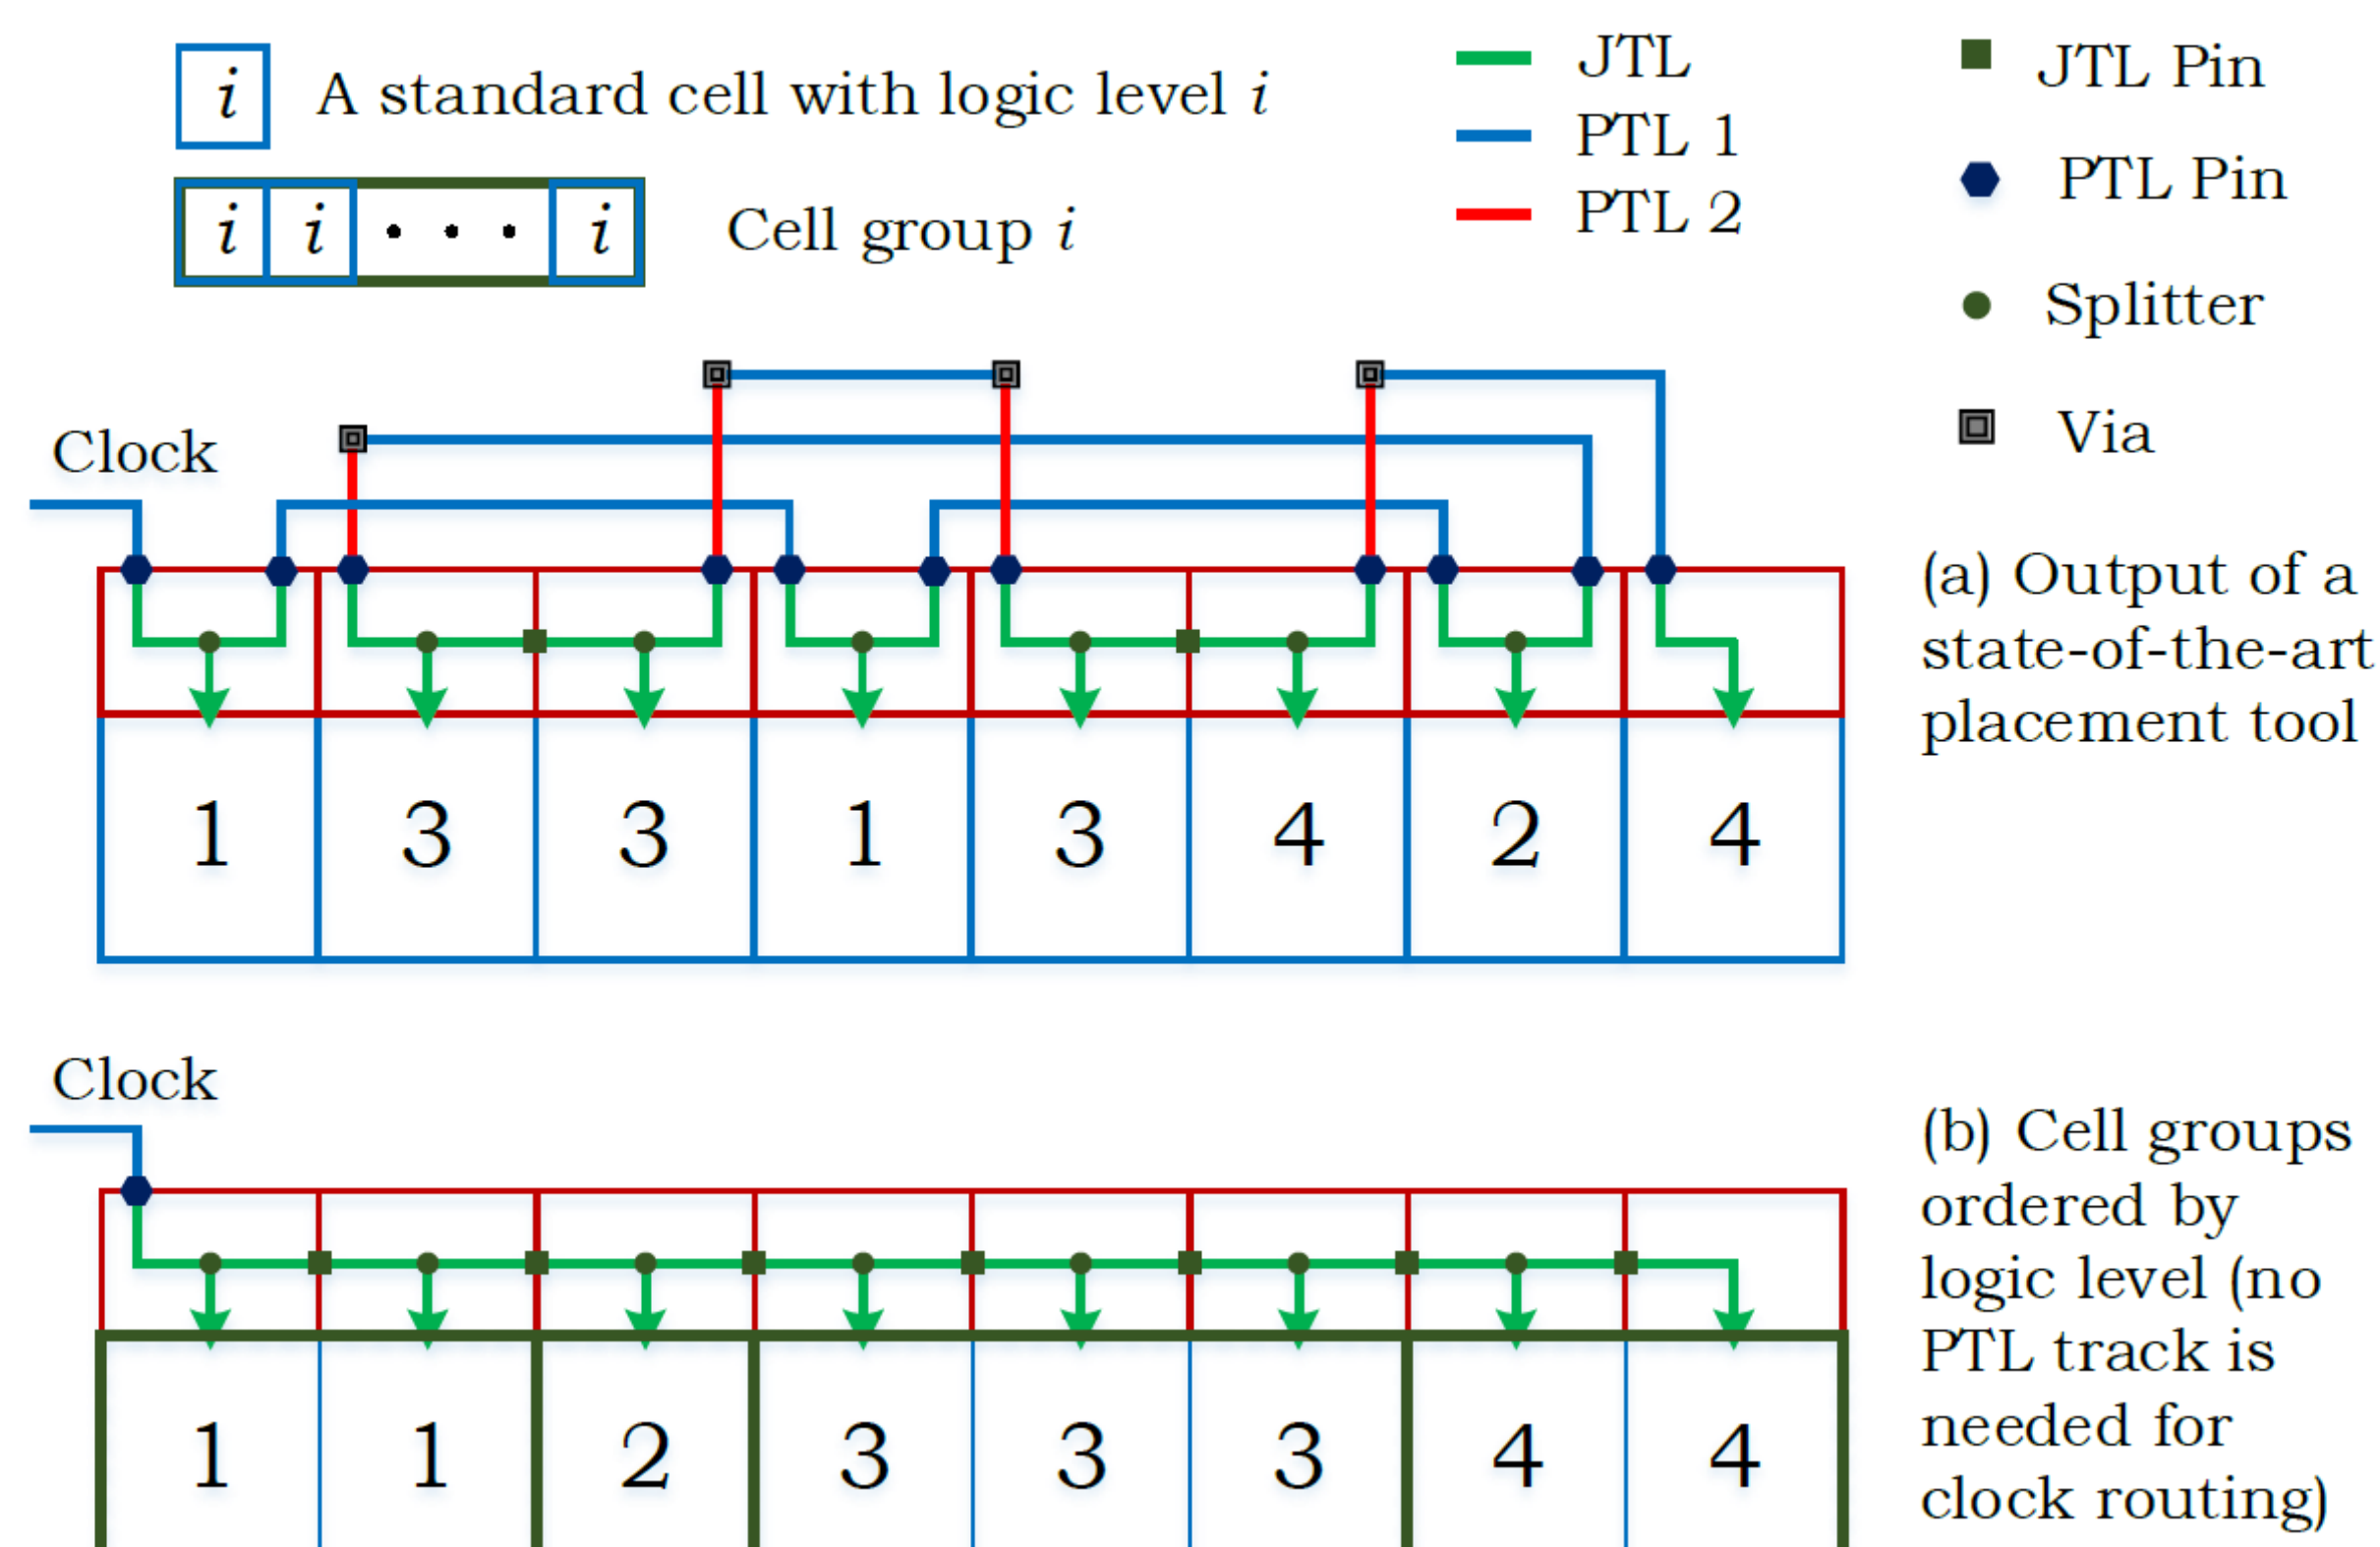 i A standard cell with logic level i
i i . . . i Cell group i
JTL
PTL 1
PTL 2
JTL Pin
PTL Pin
Splitter
Via
Clock
1 3 3 1 3 4 2 4
(a) Output of a
state-of-the-art
placement tool
Clock
1 1 2 3 3 3 4 4
(b) Cell groups
ordered by
logic level (no
PTL track is
needed for
clock routing)